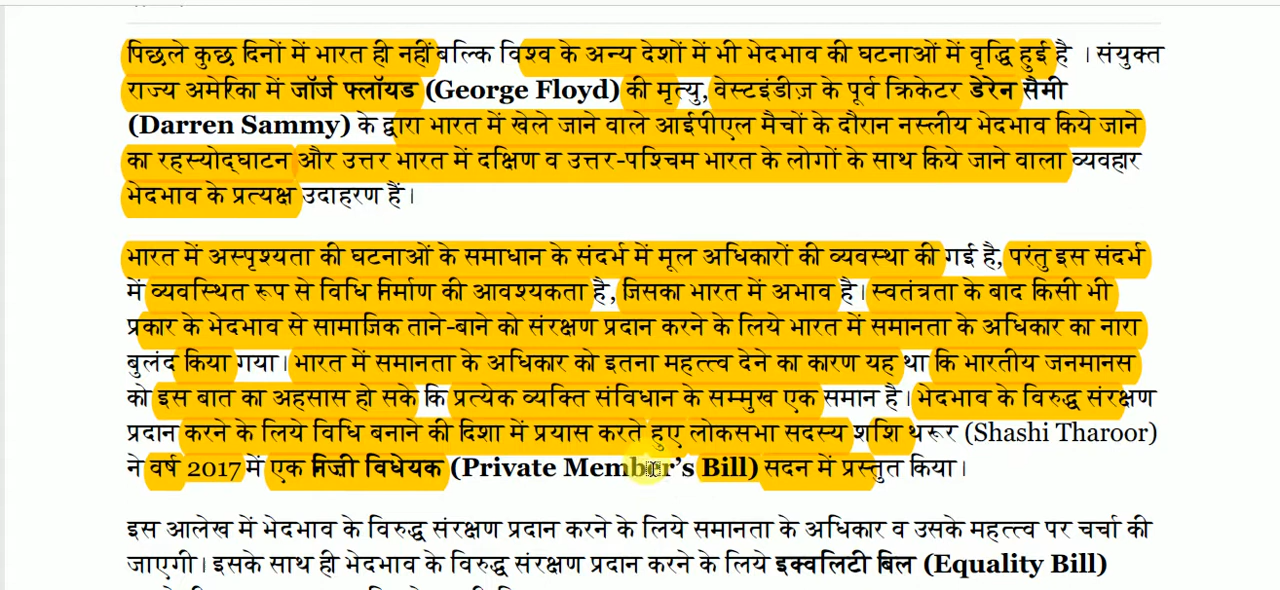 पिछले कुछ दिनों में भारत ही नहीं बल्कि विश्व के अन्य देशों में भी भेदभाव की घटनाओं में वृद्धि हुई है । संयुक्त
राज्य अमेरिका में जॉर्ज फ्लॉयड (George Floyd) की मृत्यु, वेस्टइंडीज़ के पूर्व क्रिकेटर डेरेन सैमी
(Darren Sammy) के द्वारा भारत में खेले जाने वाले आईपीएल मैचों के दौरान नस्लीय भेदभाव किये जाने
का रहस्योद्घाटन और उत्तर भारत में दक्षिण व उत्तर-पश्चिम भारत के लोगों के साथ किये जाने वाला व्यवहार
भेदभाव के प्रत्यक्ष उदाहरण हैं।
भारत में अस्पृश्यता की घटनाओं के समाधान के संदर्भ में मूल अधिकारों की व्यवस्था की गई है, परंतु इस संदर्भ
में व्यवस्थित रूप से विधि निर्माण की आवश्यकता है, जिसका भारत में अभाव है। स्वतंत्रता के बाद किसी भी
प्रकार के भेदभाव से सामाजिक ताने-बाने को संरक्षण प्रदान करने के लिये भारत में समानता के अधिकार का नारा
बुलंद किया गया। भारत में समानता के अधिकार को इतना महत्त्व देने का कारण यह था कि भारतीय जनमानस
को इस बात का अहसास हो सके कि प्रत्येक व्यक्ति संविधान के सम्मुख एक समान है। भेदभाव के विरुद्ध संरक्षण
प्रदान करने के लिये विधि बनाने की दिशा में प्रयास करते हुए लोकसभा सदस्य शशि थरूर (Shashi Tharoor)
ने वर्ष 2017 में एक निजी विधेयक (Private Member’s Bill) सदन में प्रस्तुत किया।
इस आलेख में भेदभाव के विरुद्ध संरक्षण प्रदान करने के लिये समानता के अधिकार व उसके महत्त्व पर चर्चा की
जाएगी। इसके साथ ही भेदभाव के विरुद्ध संरक्षण प्रदान करने के लिये इक्वलिटी बिल (Equality Bill)